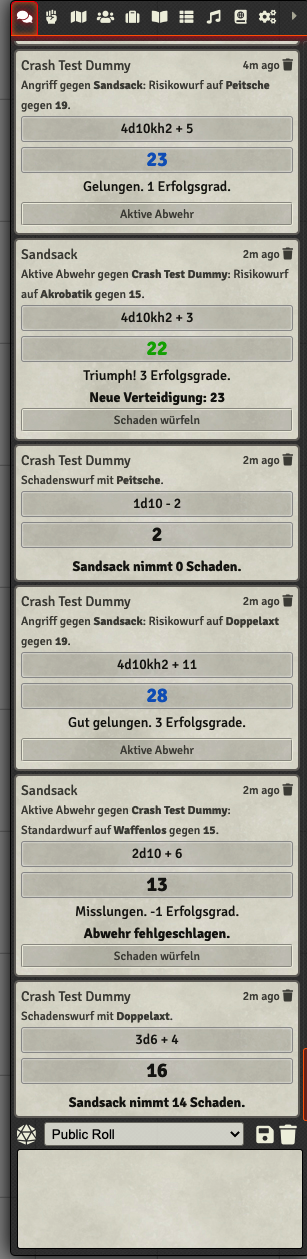 Crash Test Dummy 4m ago
Angriff gegen Sandsack: Risikowurf auf Peitsche
gegen 19.
4d10kh2 + 5
23
Gelungen. 1 Erfolgsgrad.
Aktive Abwehr
Sandsack 2m ago
Aktive Abwehr gegen Crash Test Dummy: Risikowurf
auf Akrobatik gegen 15.
4d10kh2 + 3
22
Triumph! 3 Erfolgsgrade.
Neue Verteidigung: 23
Schaden würfeln
Crash Test Dummy 2m ago
Schadenswurf mit Peitsche.
1d10 - 2
2
Sandsack nimmt 0 Schaden.
Crash Test Dummy 2m ago
Angriff gegen Sandsack: Risikowurf auf Doppelaxt
gegen 19.
4d10kh2 + 11
28
Gut gelungen. 3 Erfolgsgrade.
Aktive Abwehr
Sandsack 2m ago
Aktive Abwehr gegen Crash Test Dummy:
Standardwurf auf Waffenlos gegen 15.
2d10 + 6
13
Misslungen. -1 Erfolgsgrad.
Abwehr fehlgeschlagen.
Schaden würfeln
Crash Test Dummy 2m ago
Schadenswurf mit Doppelaxt.
3d6 + 4
16
Sandsack nimmt 14 Schaden.
Public Roll